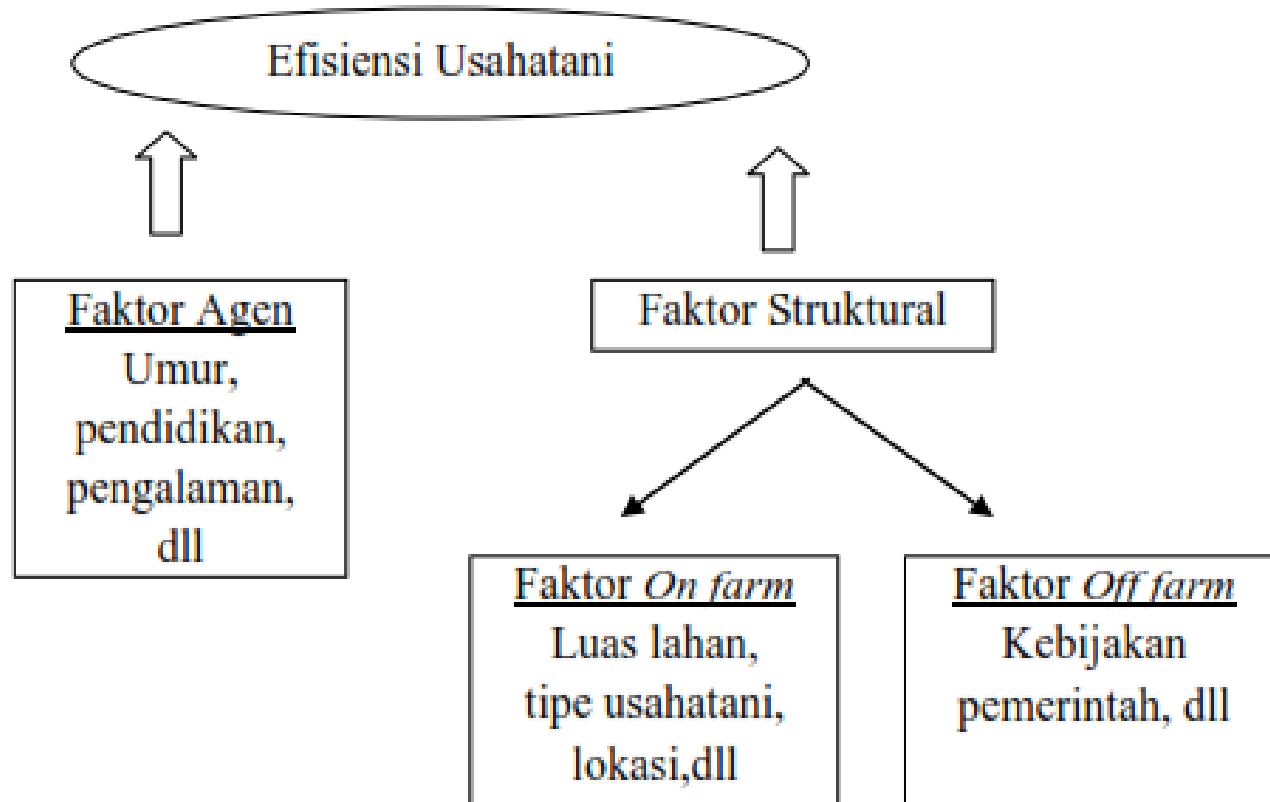 Efisiensi Usahatani
Faktor Agen
Umur,
pendidikan,
pengalaman,
dll
Faktor Struktural
Faktor On farm
Luas lahan,
tipe usahatani,
lokasi,dll
Faktor Off farm
Kebijakan
pemerintah, dll